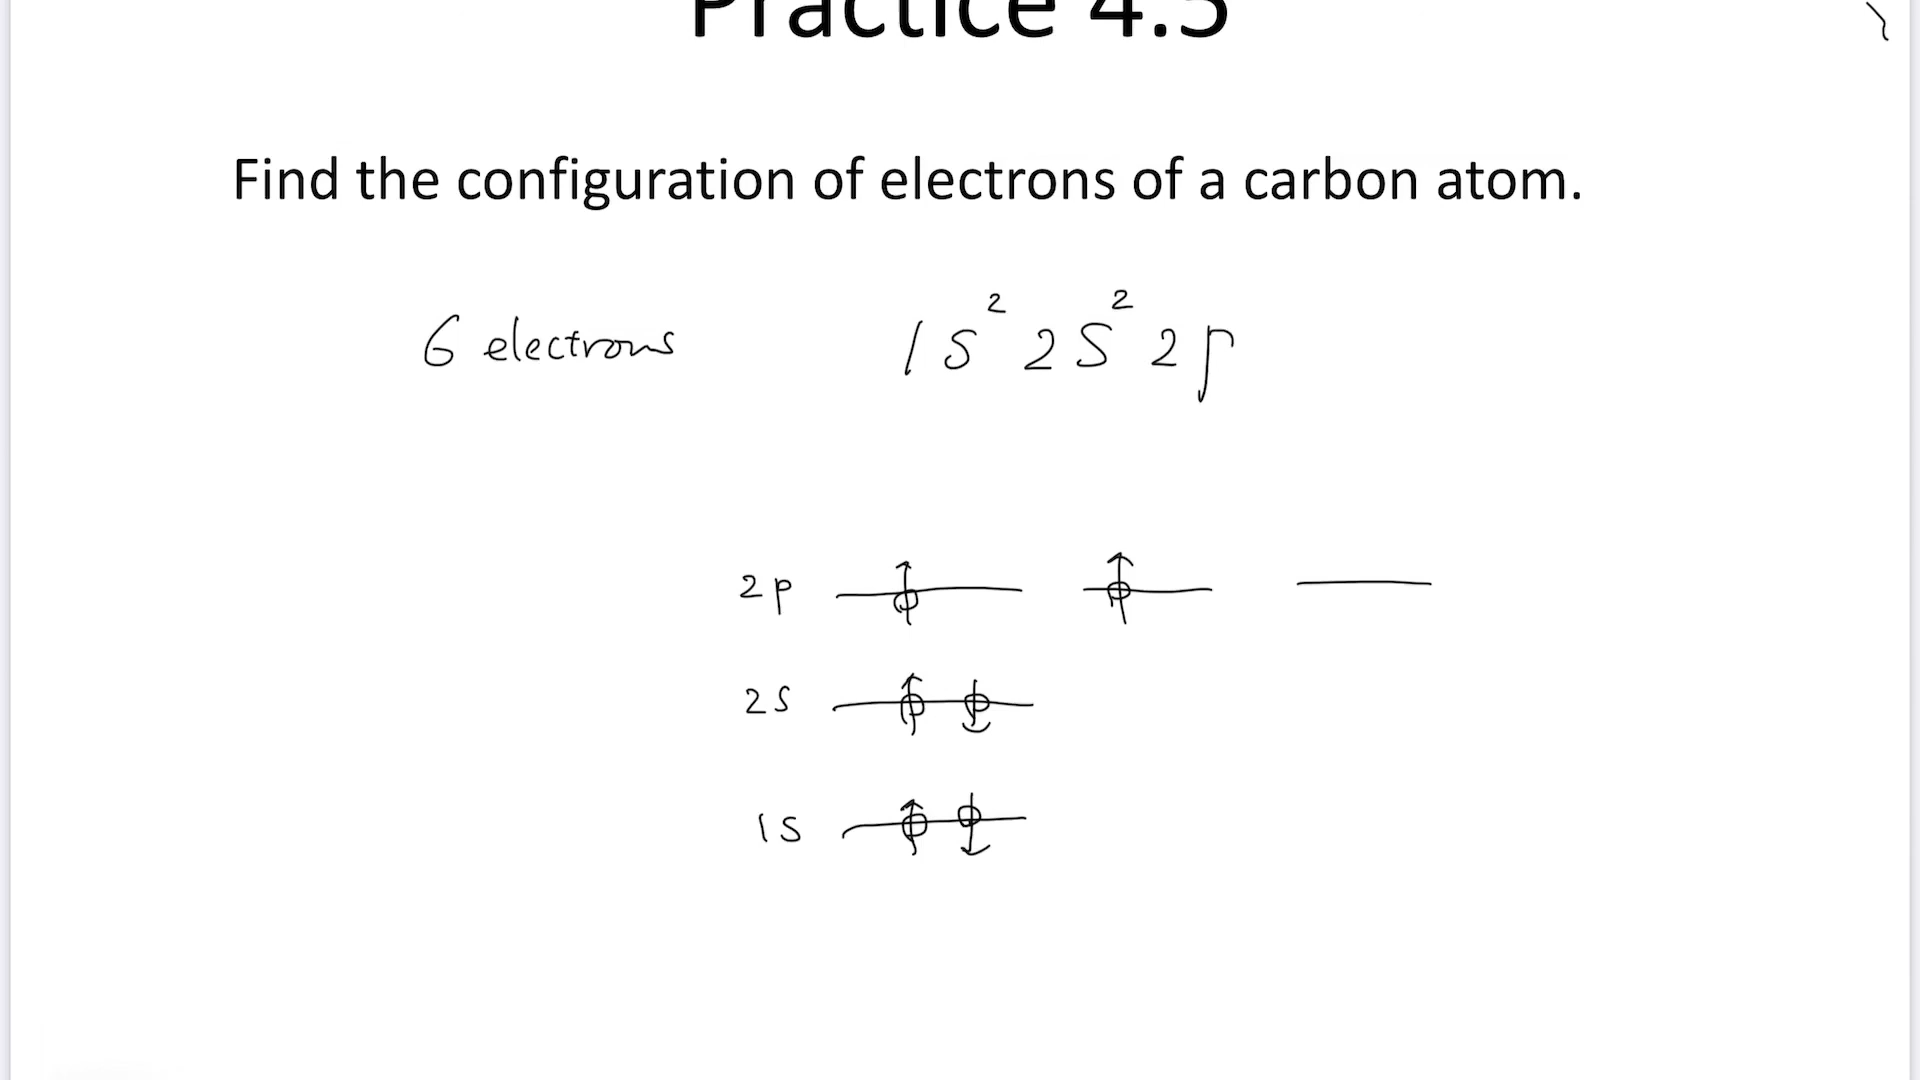 Practice 4.5
Find the configuration of electrons of a carbon atom.
6 electrons 1s² 2s² 2p
2p
2s
1s